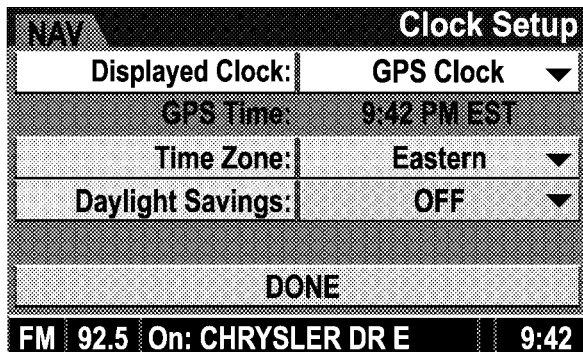 NAV Clock Setup
Displayed Clock: GPS Clock
GPS Time: 9:42 PM EST
Time Zone: Eastern
Daylight Savings: OFF
DONE
FM 92.5 On: CHRYSLER DR E 9:42